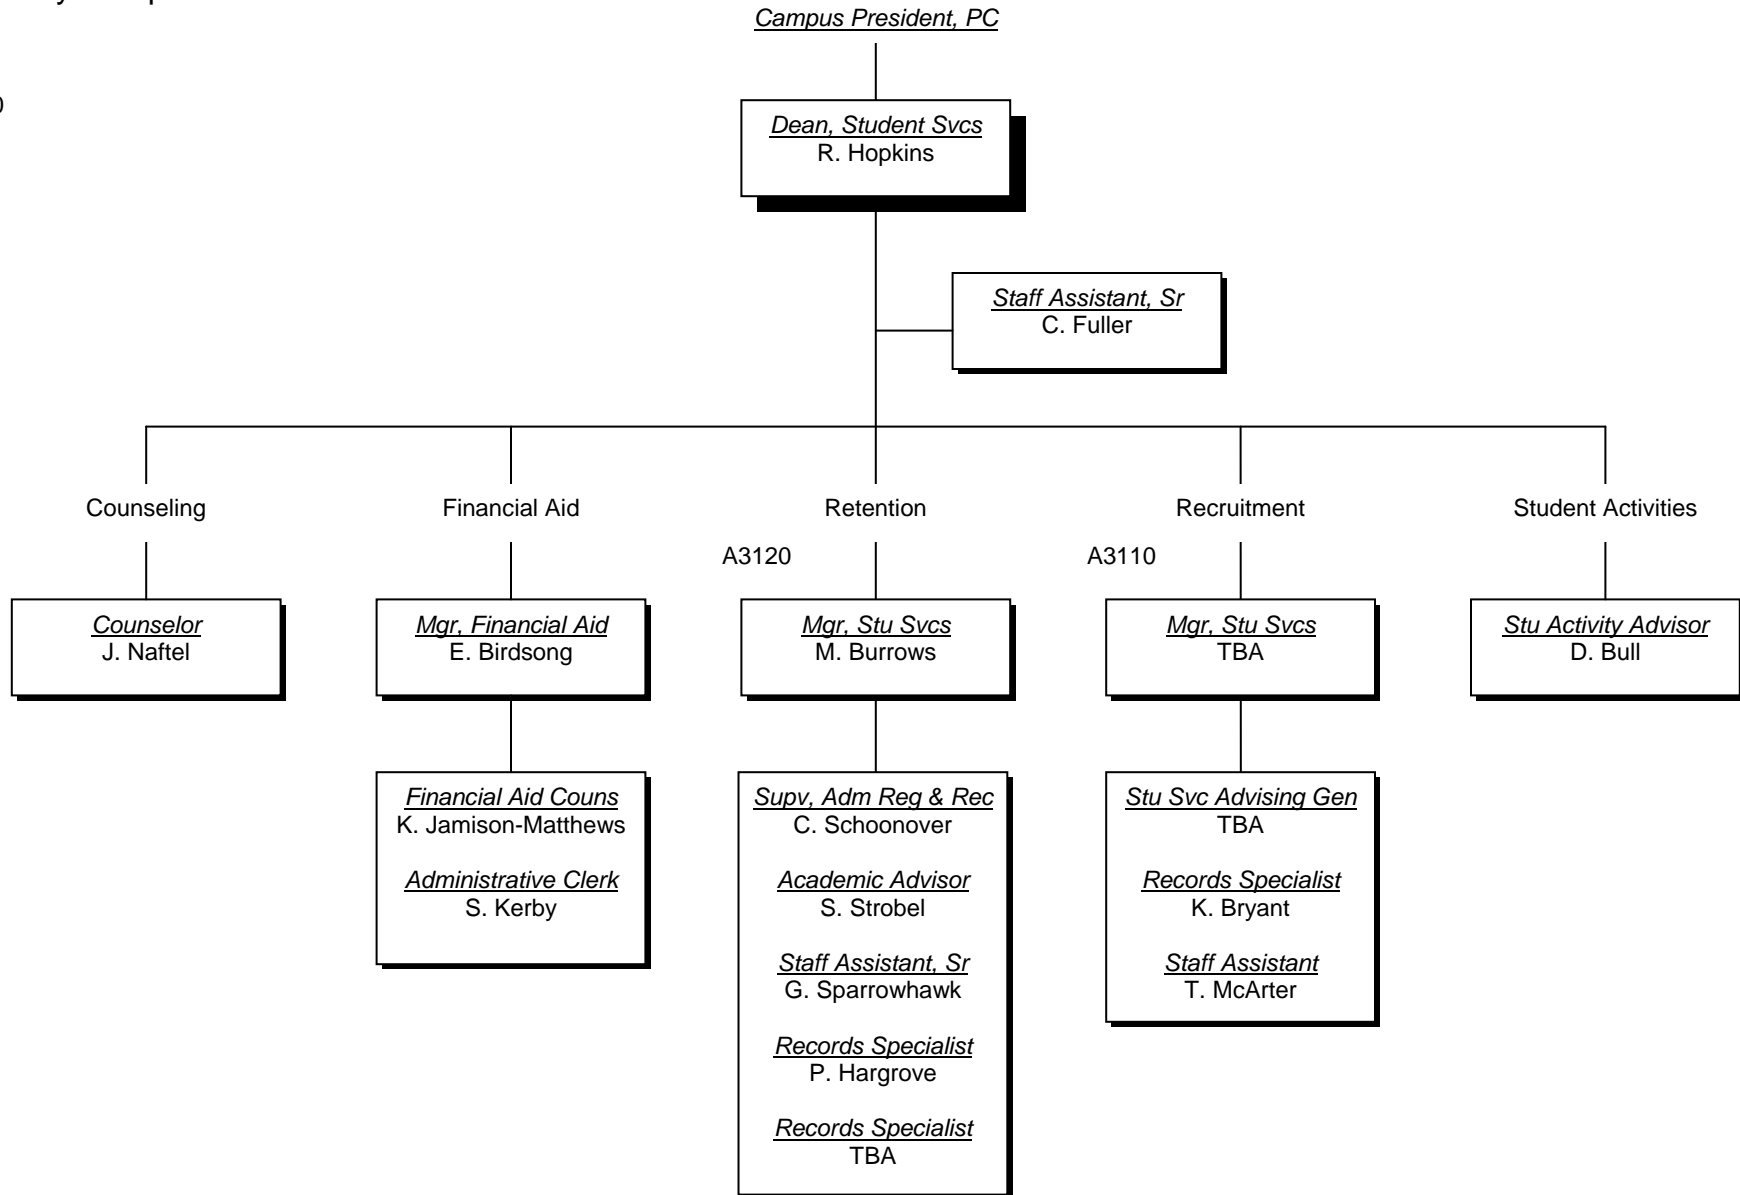 Campus President, PC
Dean, Student Svcs
R. Hopkins
Staff Assistant, Sr
C. Fuller
Counseling
Financial Aid
Retention
Recruitment
Student Activities
A3120
A3110
Counselor
J. Naftel
Mgr, Financial Aid
E. Birdsong
Mgr, Stu Svcs
M. Burrows
Mgr, Stu Svcs
TBA
Stu Activity Advisor
D. Bull
Financial Aid Couns
K. Jamison-Matthews
Administrative Clerk
S. Kerby
Supv, Adm Reg & Rec
C. Schoonover
Academic Advisor
S. Strobel
Staff Assistant, Sr
G. Sparrowhawk
Records Specialist
P. Hargrove
Records Specialist
TBA
Stu Svc Advising Gen
TBA
Records Specialist
K. Bryant
Staff Assistant
T. McArter